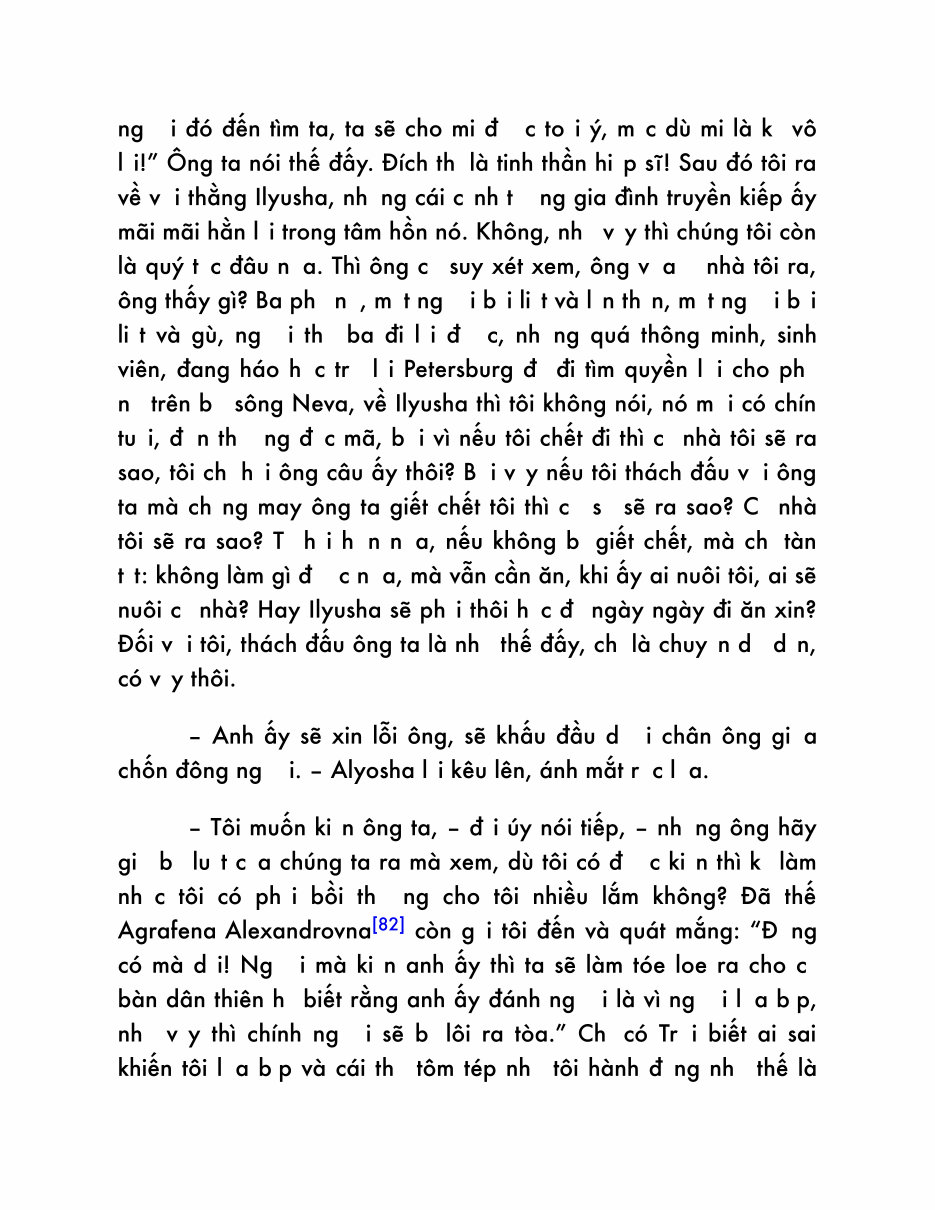 ng i đó đến tìm ta, ta sẽ cho mi đ c to i ý, m c dù mi là k vô
l i!” Ông ta nói thế đấy. Đích th là tinh thần hi p sĩ! Sau đó tôi ra
về v i thằng Ilyusha, nh ng cái c nh t ng gia đình truyền kiếp ấy
mãi mãi hằn l i trong tâm hồn nó. Không, nh v y thì chúng tôi còn
là quý t c đâu n a. Thì ông c suy xét xem, ông v a nhà tôi ra,
ông thấy gì? Ba ph n , m t ng i b i li t và l n th n, m t ng i b i
li t và gù, ng i th ba đi l i đ c, nh ng quá thông minh, sinh
viên, đang háo h c tr l i Petersburg đ đi tìm quyền l i cho ph
n trên b sông Neva, về Ilyusha thì tôi không nói, nó m i có chín
tu i, đ n th ng đ c mã, b i vì nếu tôi chết đi thì c nhà tôi sẽ ra
sao, tôi ch h i ông câu ấy thôi? B i v y nếu tôi thách đấu v i ông
ta mà ch ng may ông ta giết chết tôi thì c s sẽ ra sao? C nhà
tôi sẽ ra sao? T h i h n n a, nếu không b giết chết, mà ch tàn
t t: không làm gì đ c n a, mà vẫn cần ăn, khi ấy ai nuôi tôi, ai sẽ
nuôi c nhà? Hay Ilyusha sẽ ph i thôi h c đ ngày ngày đi ăn xin?
Đối v i tôi, thách đấu ông ta là nh thế đấy, ch là chuy n d d n,
có v y thôi.
– Anh ấy sẽ xin lỗi ông, sẽ khấu đầu d i chân ông gi a
chốn đông ng i. – Alyosha l i kêu lên, ánh mắt r c l a.
– Tôi muốn ki n ông ta, – đ i úy nói tiếp, – nh ng ông hãy
gi b lu t c a chúng ta ra mà xem, dù tôi có đ c ki n thì k làm
nh c tôi có ph i bồi th ng cho tôi nhiều lắm không? Đã thế
Agrafena Alexandrovna[82] còn g i tôi đến và quát mắng: “Đ ng
có mà d i! Ng i mà ki n anh ấy thì ta sẽ làm tóe loe ra cho c
bàn dân thiên h biết rằng anh ấy đánh ng i là vì ng i l a b p,
nh v y thì chính ng i sẽ b lôi ra tòa.” Ch có Tr i biết ai sai
khiến tôi l a b p và cái th tôm tép nh tôi hành đ ng nh thế là